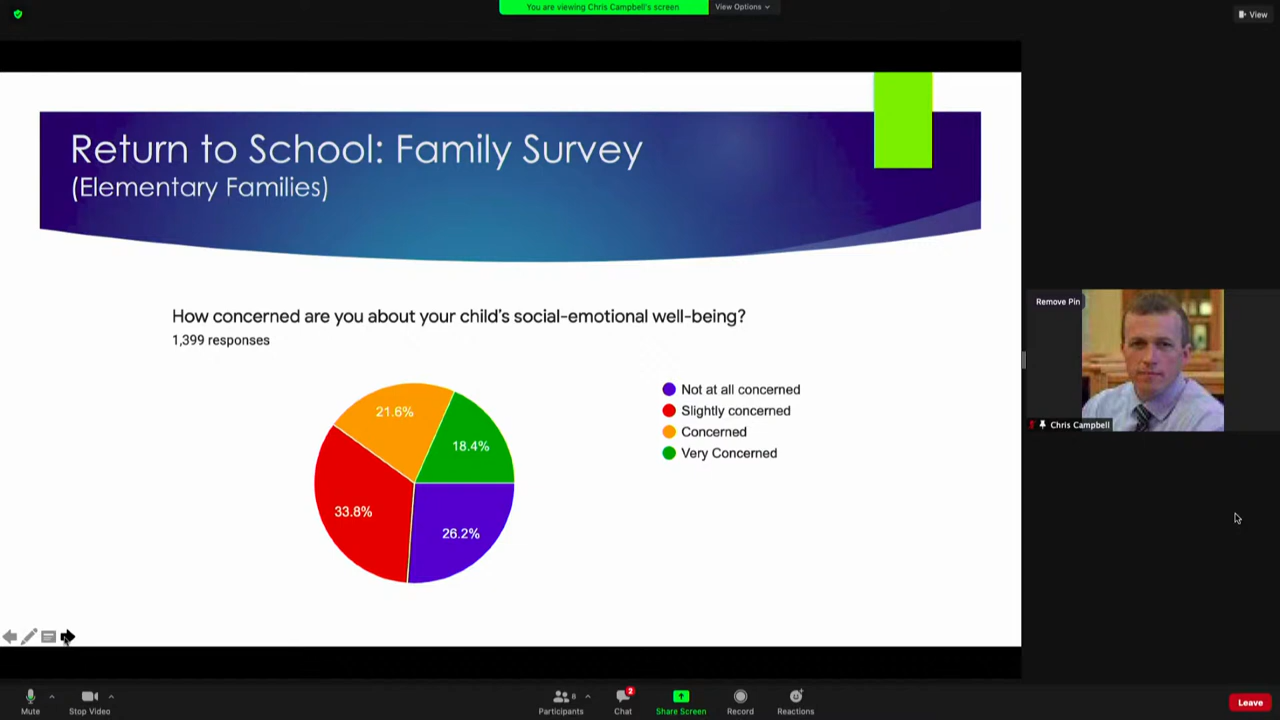 You are viewing Chris Campbell's screen
View Options
View
Return to School: Family Survey
(Elementary Families)
How concerned are you about your child's social-emotional well-being?
1,399 responses
21.6%
18.4%
33.8%
26.2%
Not at all concerned
Slightly concerned
Concerned
Very Concerned
Remove Pin
Chris Campbell
Mute
Stop Video
8
Participants
2
Chat
Share Screen
Record
Reactions
Leave